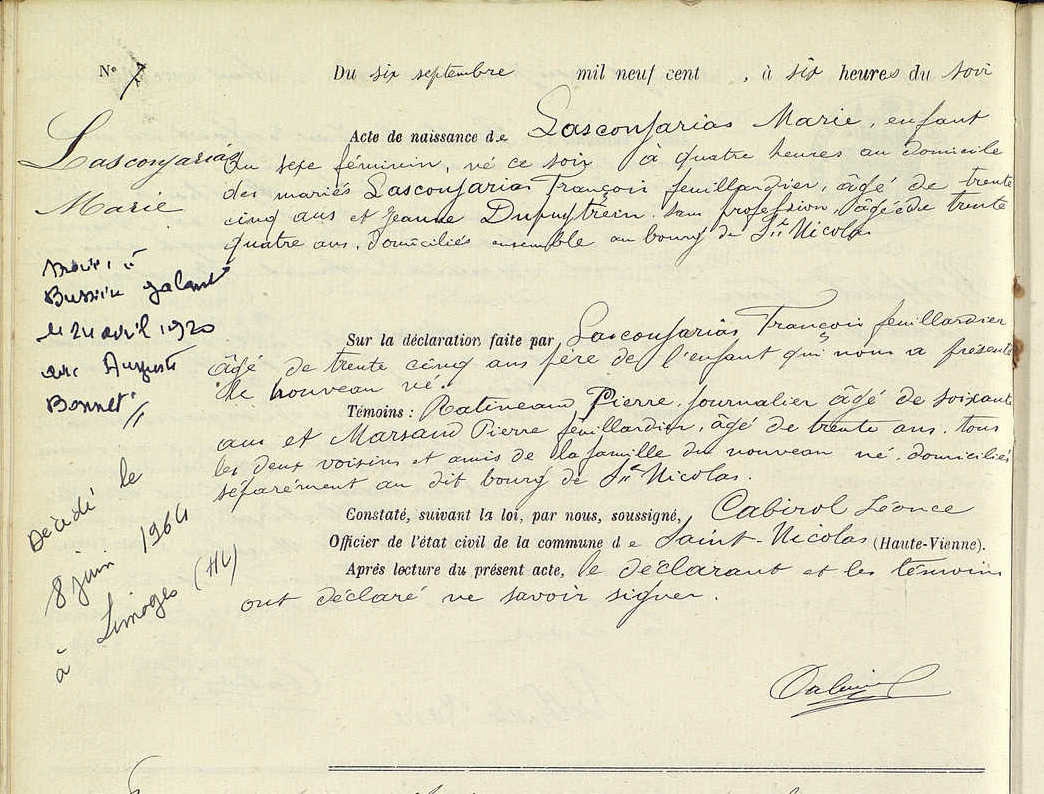 N° 7
Du six septembre mil neuf cent , à six heures du soir
Lasconjarias
Marie
Acte de naissance de Lasconjarias Marie, enfant
du sexe féminin, né ce soir à quatre heures au domicile
des mariés Lasconjarias François feuillardier, âgé de trente
cinq ans et Jeanne Dupuytrein sans profession, âgée de trente
quatre ans, domiciliés ensemble au bourg de St Nicolas
Marié à
Bussière Galant
le 24 avril 1920
avec Auguste
Bonnet
Décédé le
8 juin 1964
à Limoges (HV)
Sur la déclaration faite par Lasconjarias François feuillardier
âgé de trente cinq ans père de l'enfant qui nous a présenté
le nouveau né.
Témoins : Ratineaud Pierre, journalier âgé de soixante
ans et Marsaud Pierre feuillardier, âgé de trente ans, tous
les deux voisins et amis de la famille du nouveau né, domiciliés
séparément au dit bourg de St Nicolas.
Constaté, suivant la loi, par nous, soussigné, Cabirol Léonce
Officier de l'état civil de la commune de Saint-Nicolas (Haute-Vienne).
Après lecture du présent acte, le déclarant et les témoins
ont déclaré ne savoir signer.